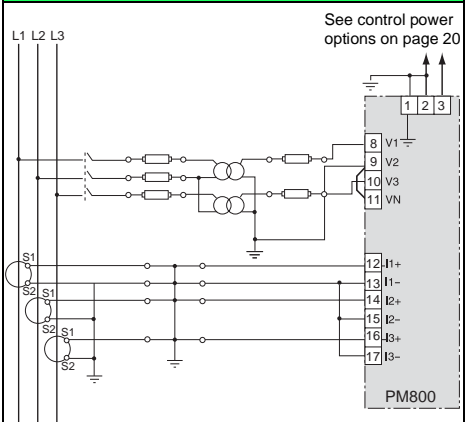 See control power
options on page 20
L1 L2 L3
1 2 3
8 V1
9 V2
10 V3
11 VN
S1
S2
S1
S2
S1
S2
12 I1+
13 I1-
14 I2+
15 I2-
16 I3+
17 I3-
PM800